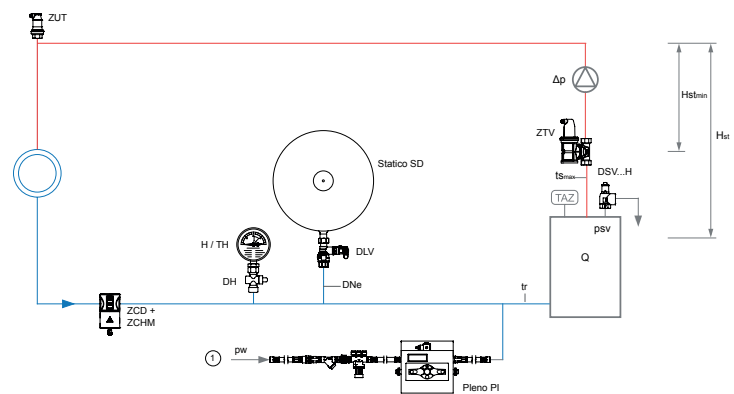 ZUT
Δp
Hstmin
Hst
ZTV
Statico SD
DSV...H
tsmax
TAZ
psv
H / TH
DLV
Q
DH
DNe
tr
ZCD +
ZCHM
1
pw
Pleno PI